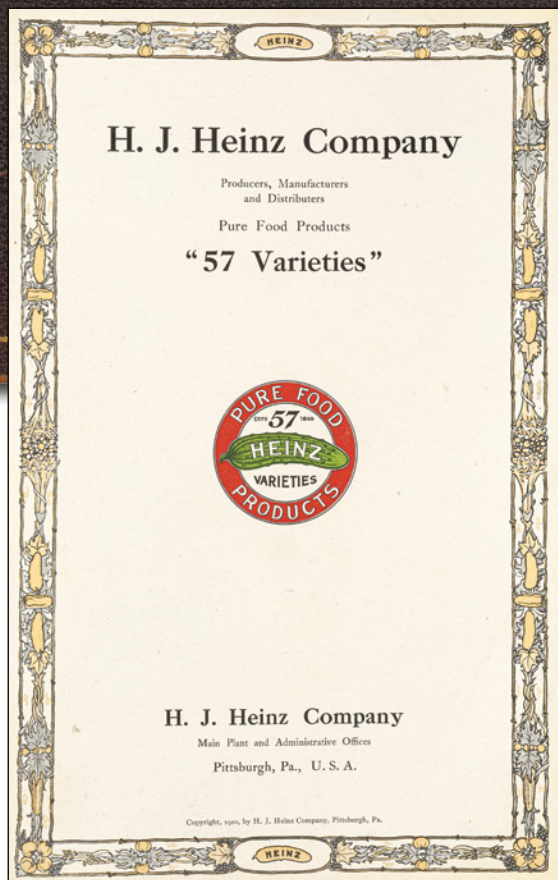 HEINZ
H. J. Heinz Company
Producers, Manufacturers
and Distributers
Pure Food Products
“57 Varieties”
PURE FOOD
ESTD 57 1869
HEINZ
VARIETIES
PRODUCTS
H. J. Heinz Company
Main Plant and Administrative Offices
Pittsburgh, Pa., U. S. A.
Copyright, by H. J. Heinz Company, Pittsburgh, Pa.
HEINZ